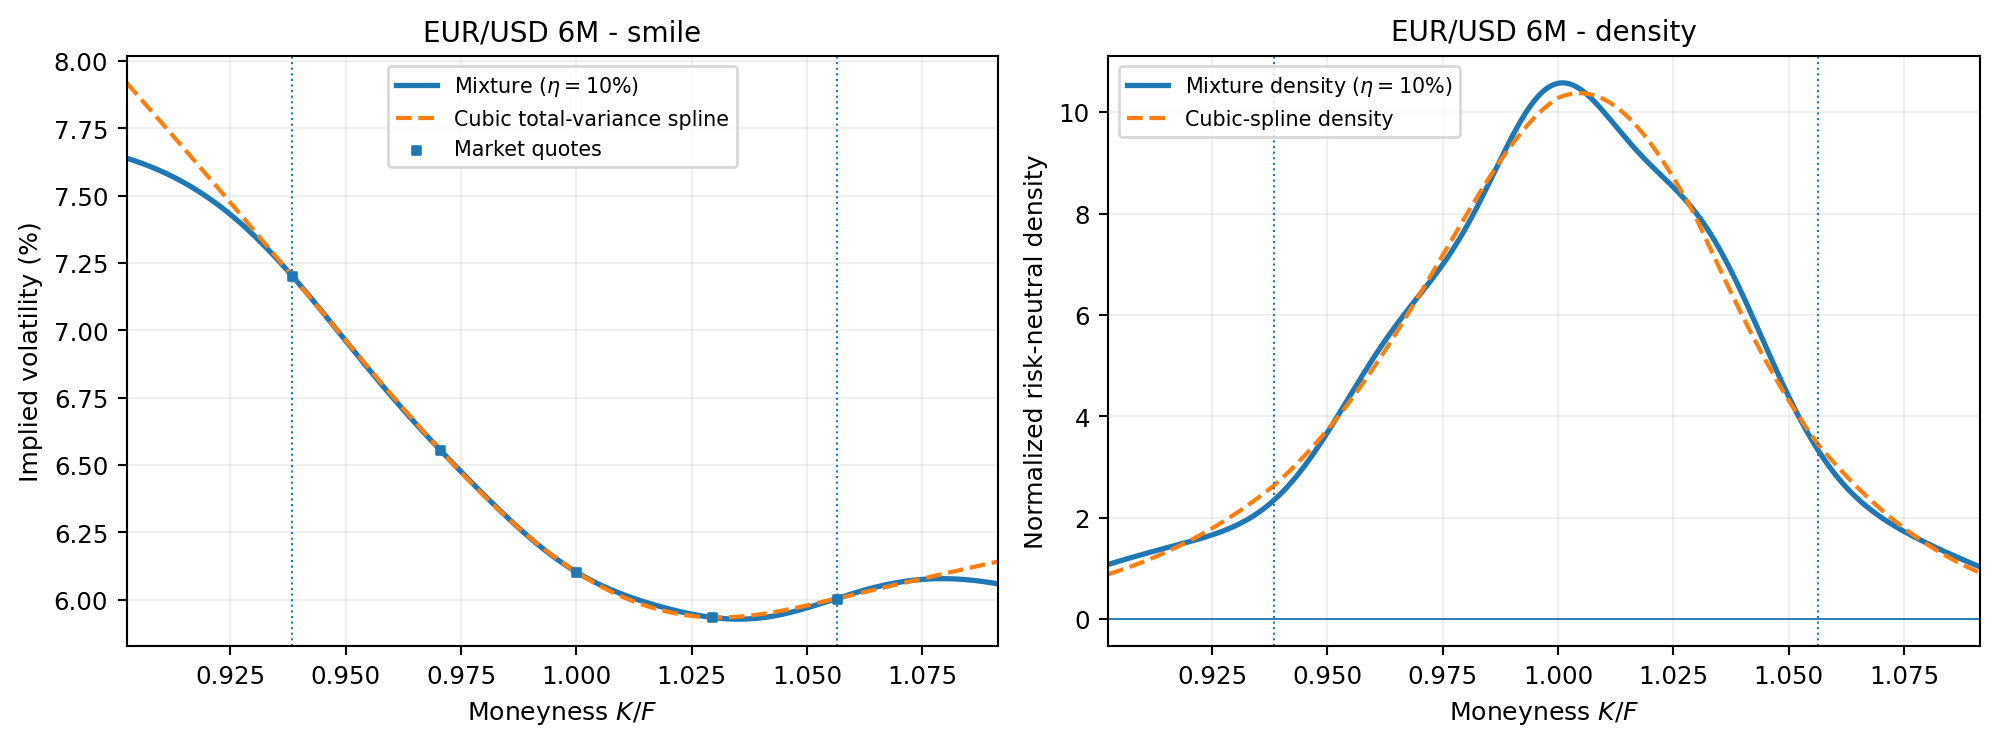 EUR/USD 6M - smile
Mixture (η = 10%)
Cubic total-variance spline
Market quotes
Implied volatility (%)
8.00
7.75
7.50
7.25
7.00
6.75
6.50
6.25
6.00
0.925 0.950 0.975 1.000 1.025 1.050 1.075
Moneyness K/F
EUR/USD 6M - density
Mixture density (η = 10%)
Cubic-spline density
Normalized risk-neutral density
10
8
6
4
2
0
0.925 0.950 0.975 1.000 1.025 1.050 1.075
Moneyness K/F